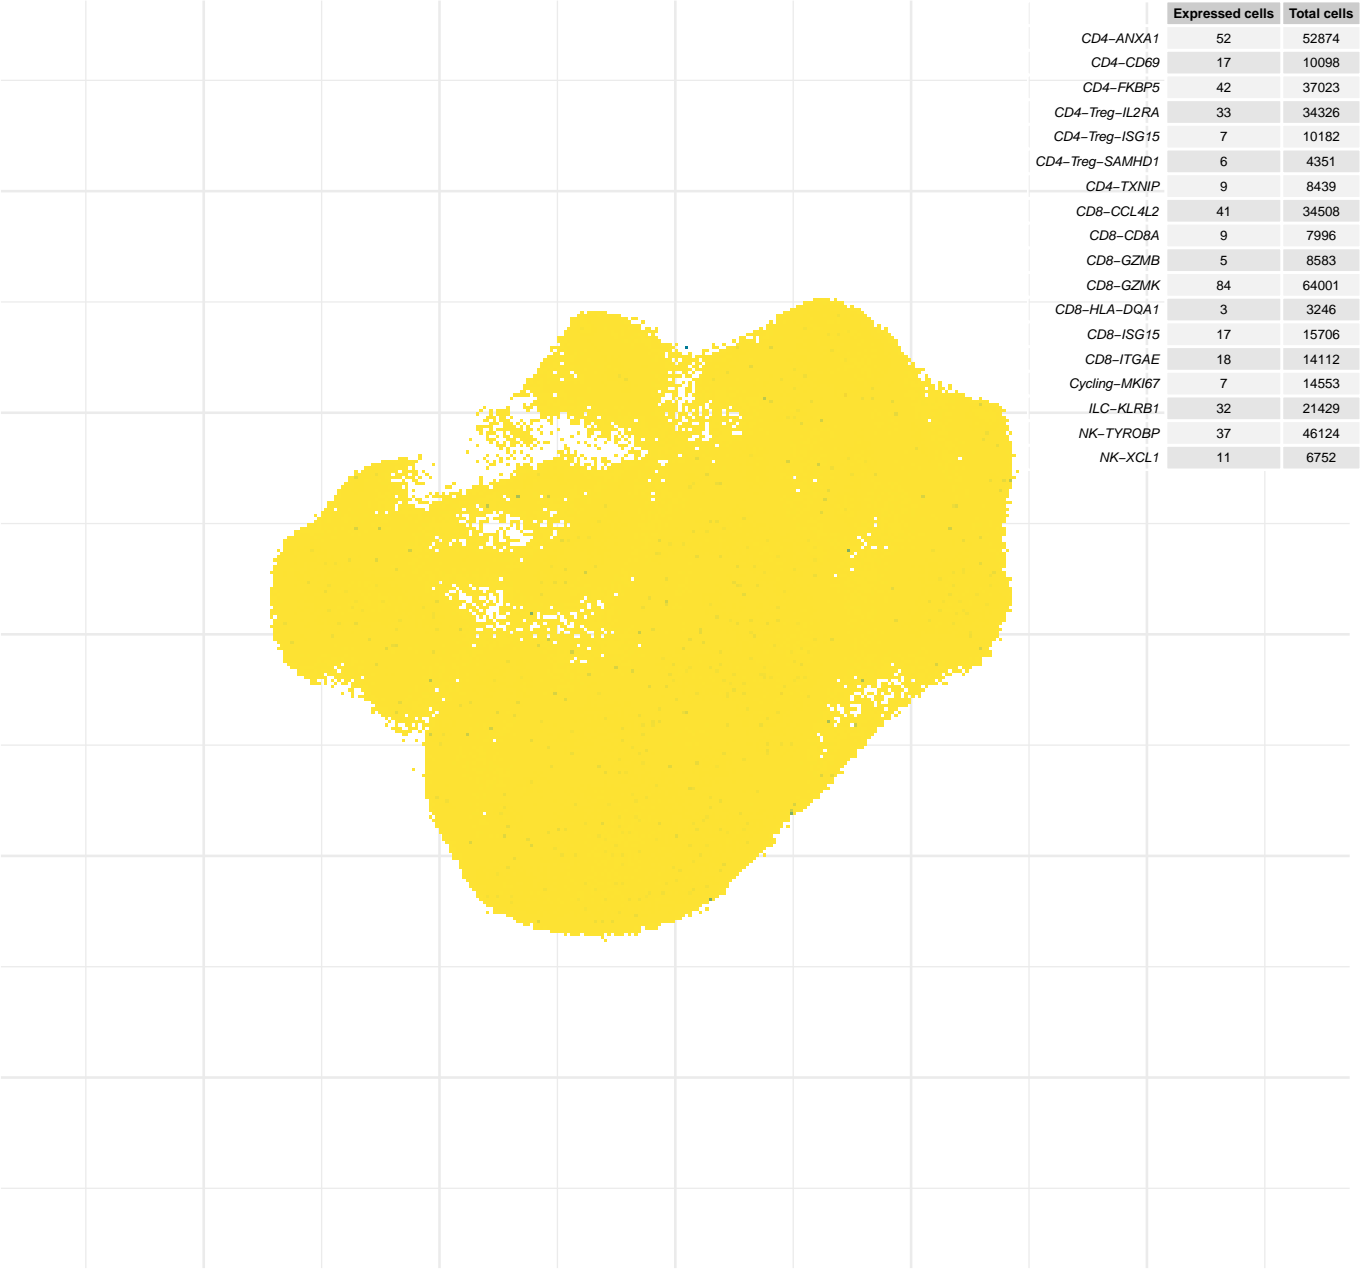 Expressed cells Total cells
CD4−ANXA1 52 52874
CD4−CD69 17 10098
CD4−FKBP5 42 37023
CD4−Treg−IL2RA 33 34326
CD4−Treg−ISG15 7 10182
CD4−Treg−SAMHD1 6 4351
CD4−TXNIP 9 8439
CD8−CCL4L2 41 34508
CD8−CD8A 9 7996
CD8−GZMB 5 8583
CD8−GZMK 84 64001
CD8−HLA−DQA1 3 3246
CD8−ISG15 17 15706
CD8−ITGAE 18 14112
Cycling−MKI67 7 14553
ILC−KLRB1 32 21429
NK−TYROBP 37 46124
NK−XCL1 11 6752